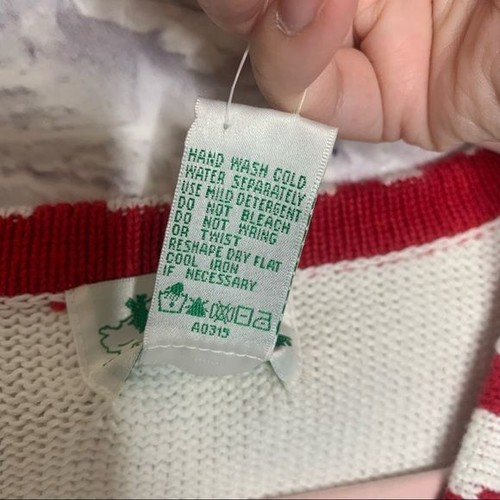 HAND WASH COLD
WATER SEPARATELY
USE MILD DETERGENT
DO NOT BLEACH
DO NOT WRING
OR TWIST
RESHAPE DRY FLAT
COOL IRON
IF NECESSARY
A0315